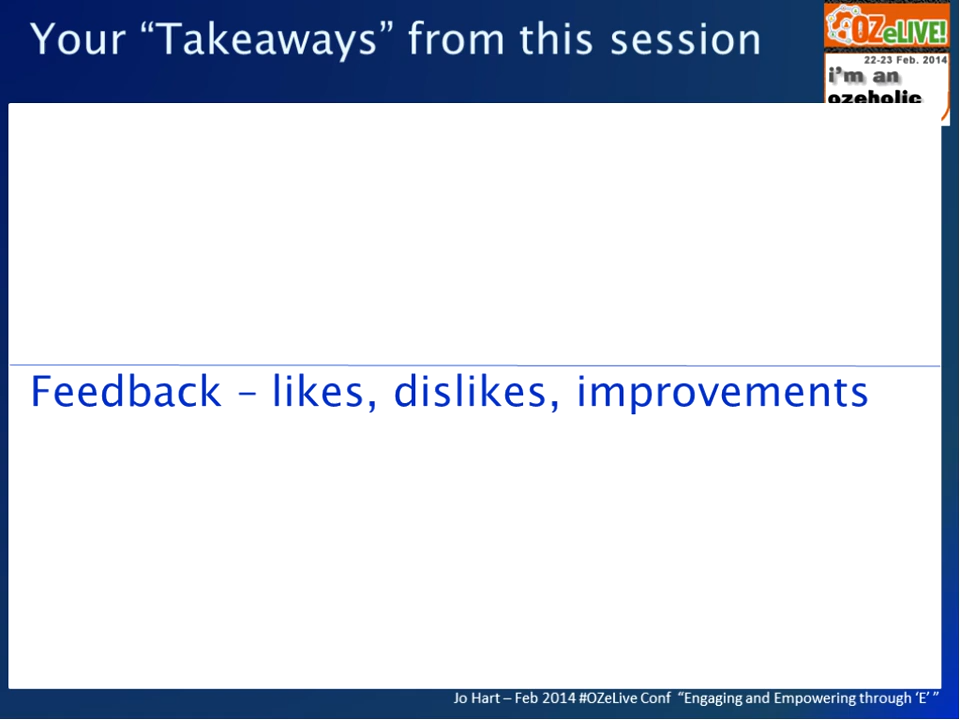 Your “Takeaways” from this session
OZeLIVE!
22-23 Feb. 2014
i'm an
ozeholic
Feedback – likes, dislikes, improvements
Jo Hart – Feb 2014 #OZeLive Conf “Engaging and Empowering through ‘E’ ”